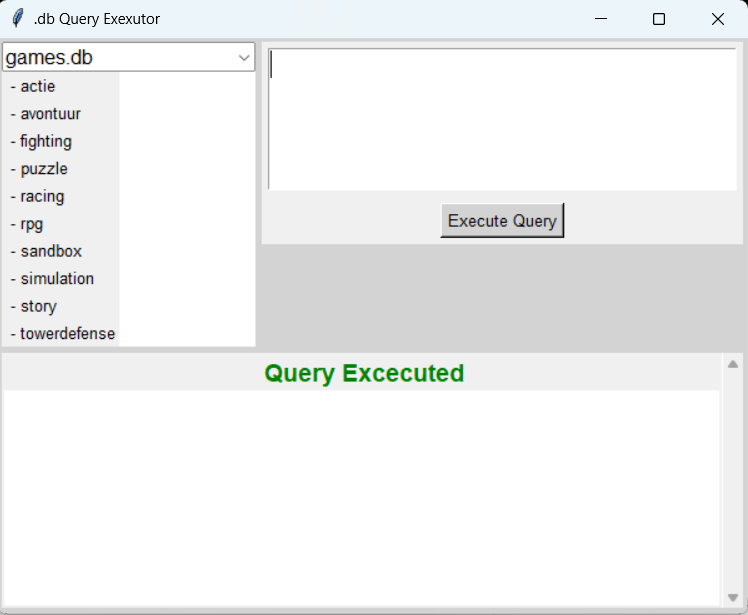 .db Query Exexutor
games.db
- actie
- avontuur
- fighting
- puzzle
- racing
- rpg
- sandbox
- simulation
- story
- towerdefense
Execute Query
Query Excecuted